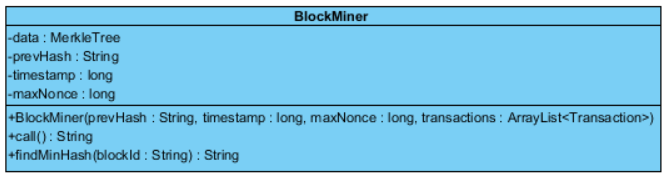 BlockMiner
-data : MerkleTree
-prevHash : String
-timestamp : long
-maxNonce : long
+BlockMiner(prevHash : String, timestamp : long, maxNonce : long, transactions : ArrayList<Transaction>)
+call() : String
+findMinHash(blockId : String) : String